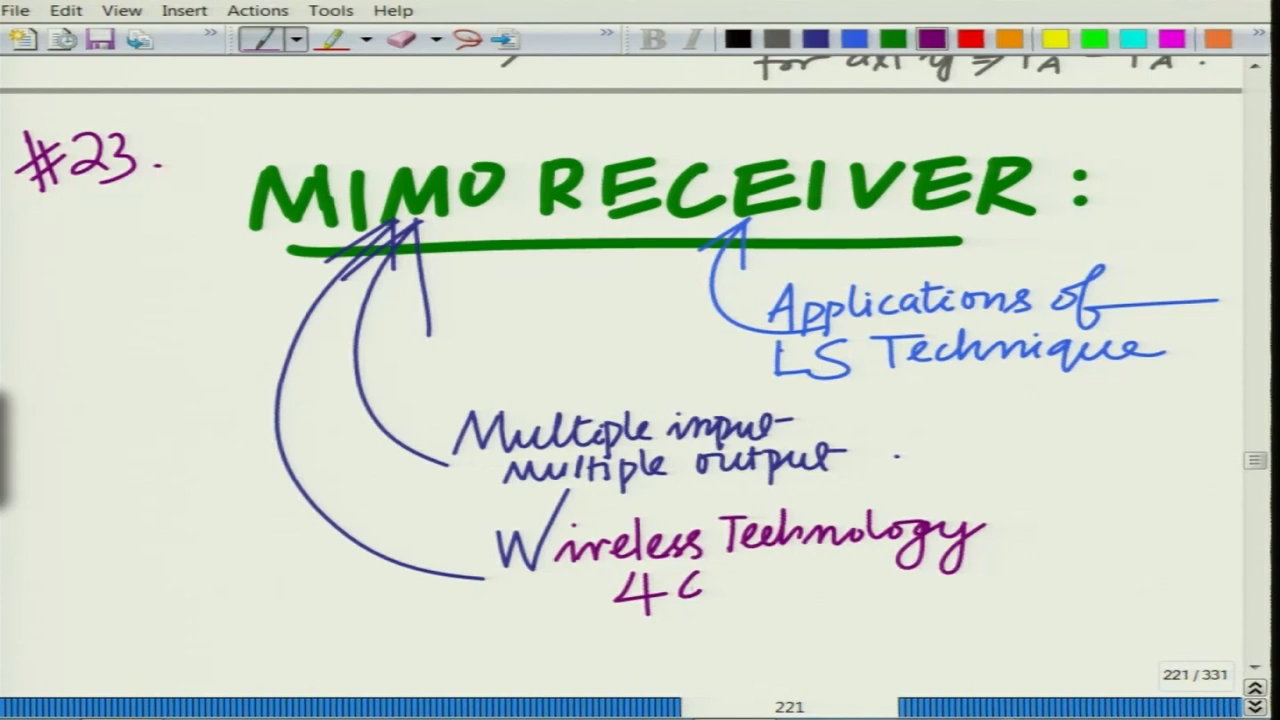 File Edit View Insert Actions Tools Help
B I
#23.
MIMO RECEIVER :
Applications of
LS Technique
Multiple input-
multiple output .
Wireless Technology
4G
221 / 331
221